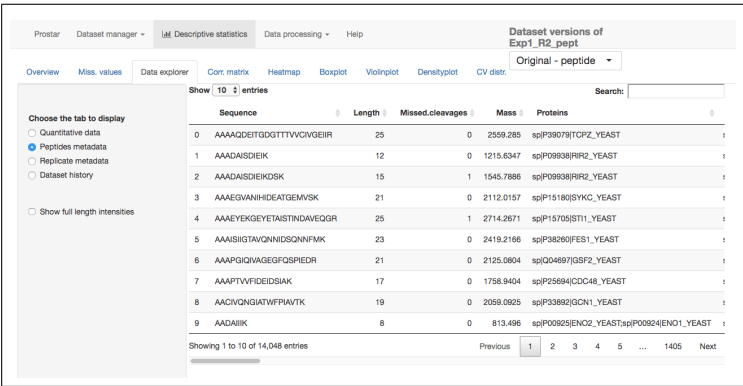 Prostar Dataset manager Descriptive statistics Data processing Help
Dataset versions of
Exp1_R2_pept
Original - peptide
Overview Miss. values Data explorer Corr. matrix Heatmap Boxplot Violinplot Densityplot CV distr.
Choose the tab to display
Quantitative data
Peptides metadata
Replicate metadata
Dataset history
Show full length intensities
Show 10 entries
Search:
Sequence Length Missed.cleavages Mass Proteins
0 AAAAQDEITGDGTTTVVCIVGEIIR 25 0 2559.285 sp|P39079|TCPZ_YEAST
1 AAADAISDIEIK 12 0 1215.6347 sp|P09938|RIR2_YEAST
2 AAADAISDIEIKDSK 15 1 1545.7886 sp|P09938|RIR2_YEAST
3 AAAEGVANIHIDEATGEMVSK 21 0 2112.0157 sp|P15180|SYKC_YEAST
4 AAAEYEKGEYETAISTINDAVEQGR 25 1 2714.2671 sp|P15705|STI1_YEAST
5 AAAISIIGTAVQNNIDSQNNFMK 23 0 2419.2166 sp|P38260|FES1_YEAST
6 AAAPGIQIVAGEGFQSPIEDR 21 0 2125.0804 sp|Q04697|GSF2_YEAST
7 AAAPTVVFIDEIDSIAK 17 0 1758.9404 sp|P25694|CDC48_YEAST
8 AACIVQNGIATWFPIAVTK 19 0 2059.0925 sp|P33892|GCN1_YEAST
9 AADAIIIK 8 0 813.496 sp|P00925|ENO2_YEAST;sp|P00924|ENO1_YEAST
Showing 1 to 10 of 14,048 entries
Previous 1 2 3 4 5 ... 1405 Next